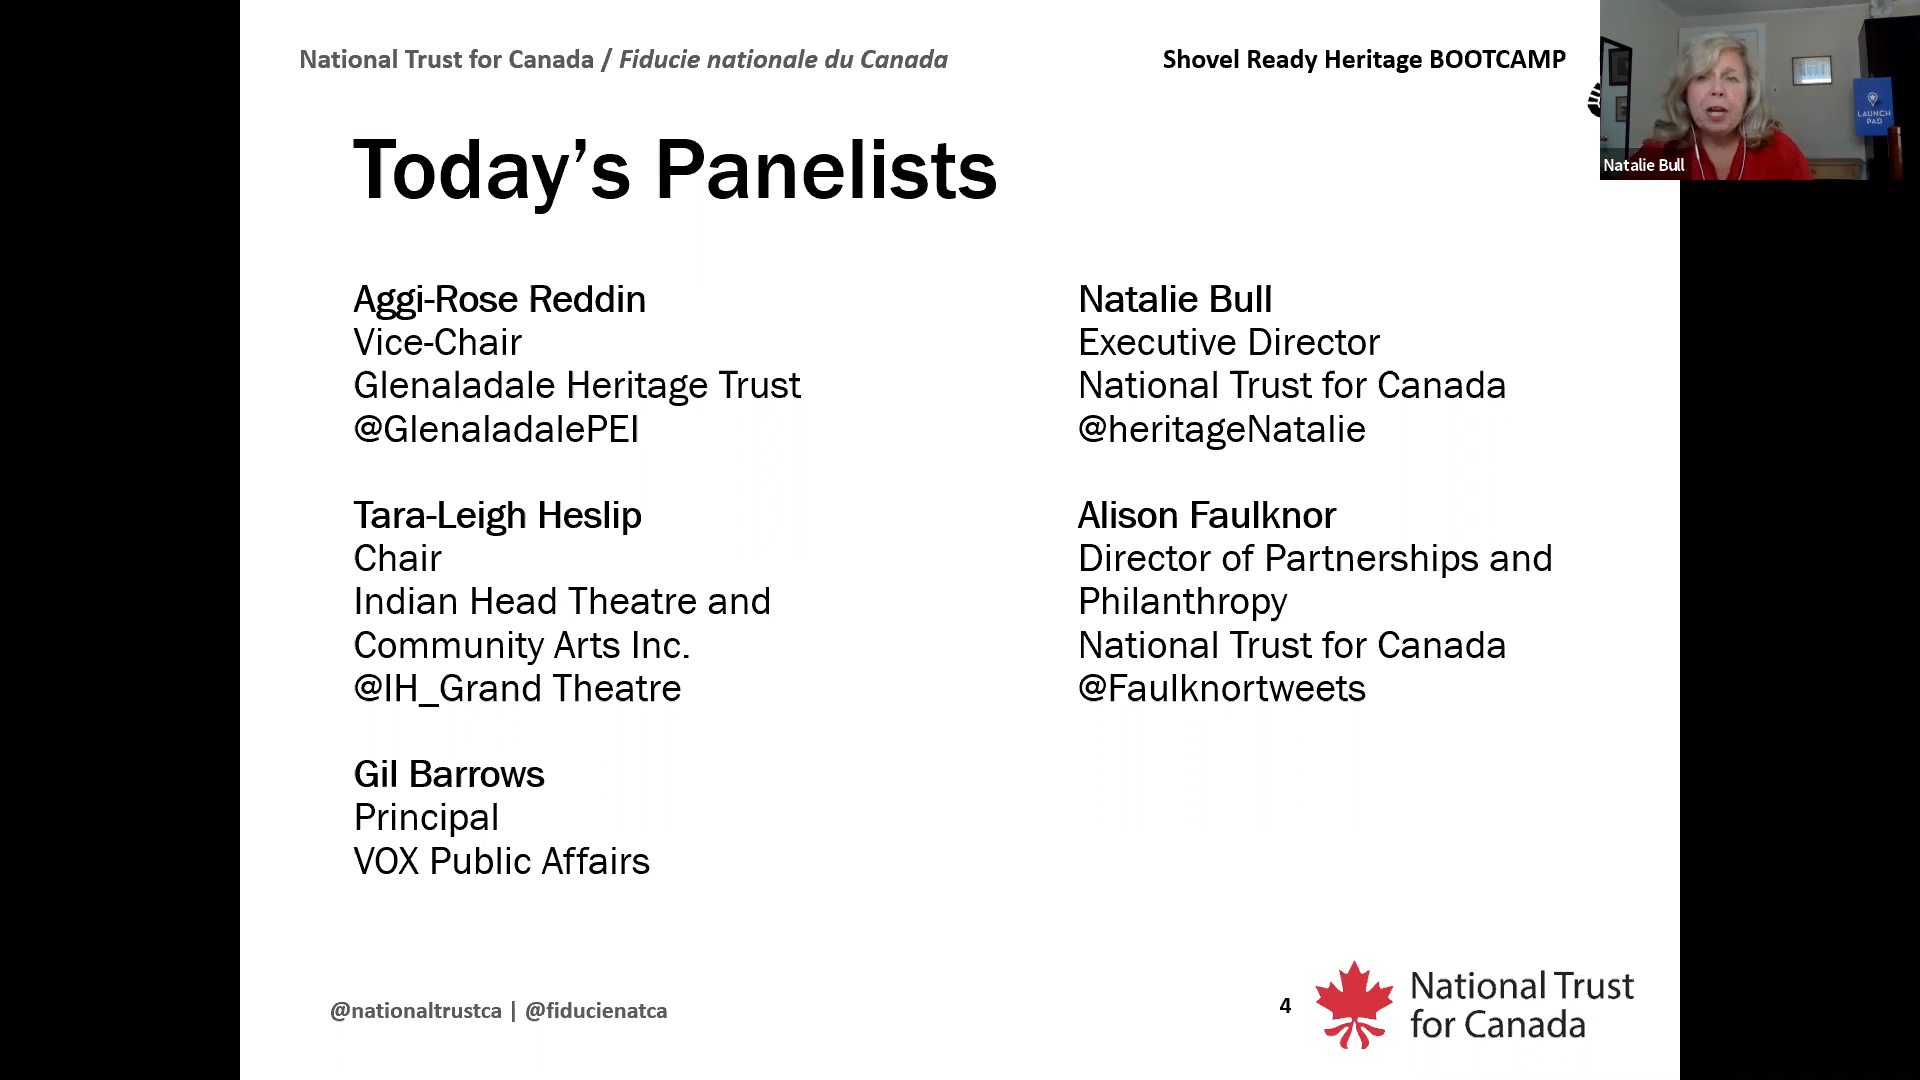 National Trust for Canada / Fiducie nationale du Canada
Shovel Ready Heritage BOOTCAMP
Today’s Panelists
Aggi-Rose Reddin
Vice-Chair
Glenaladale Heritage Trust
@GlenaladalePEI
Tara-Leigh Heslip
Chair
Indian Head Theatre and
Community Arts Inc.
@IH_Grand Theatre
Gil Barrows
Principal
VOX Public Affairs
Natalie Bull
Executive Director
National Trust for Canada
@heritageNatalie
Alison Faulknor
Director of Partnerships and
Philanthropy
National Trust for Canada
@Faulknortweets
@nationaltrustca | @fiducienatca
4
National Trust
for Canada
LAUNCH
PAD
Natalie Bull